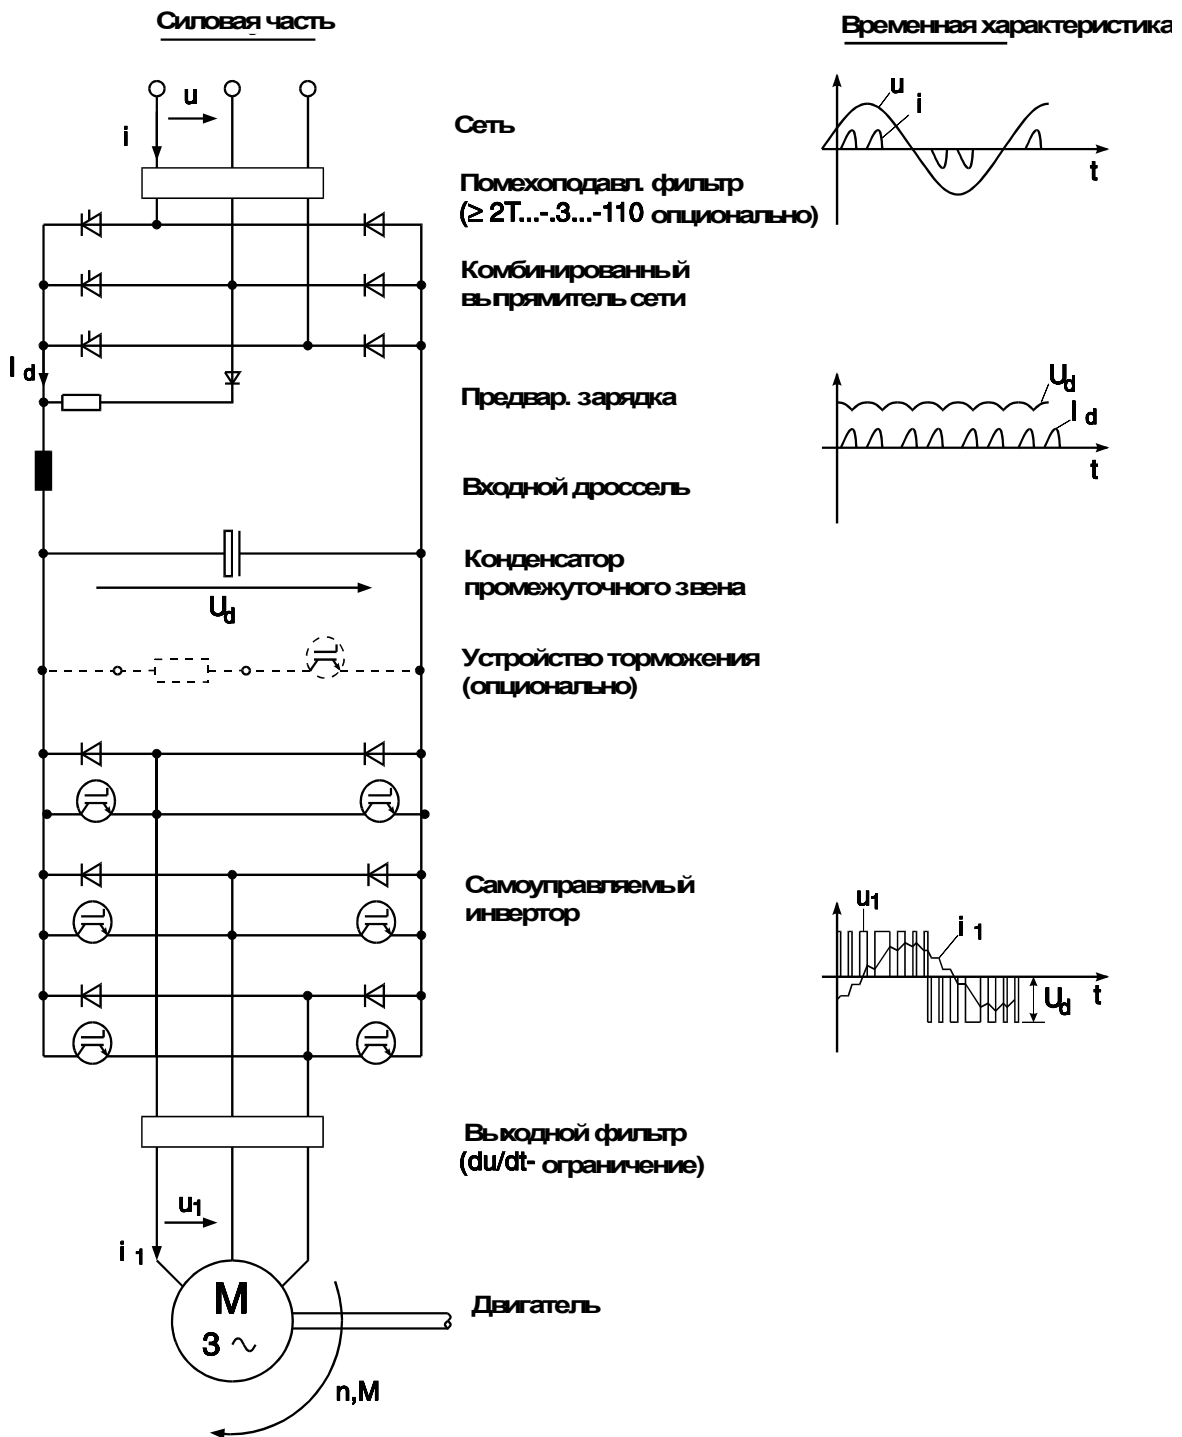 Силовая часть
Временная характеристика
u
i
u
i
t
Сеть
Помехоподавл. фильтр
(≥ 2T...-.3...-110 опционально)
Комбинированный
выпрямитель сети
I d
Предвар. зарядка
Ud
I d
t
Входной дроссель
Конденсатор
промежуточного звена
Ud
Устройство торможения
(опционально)
Самоуправляемый
инвертор
u1
i 1
t
Ud
Выходной фильтр
(du/dt- ограничение)
u1
i 1
M
3 ~
Двигатель
n,M